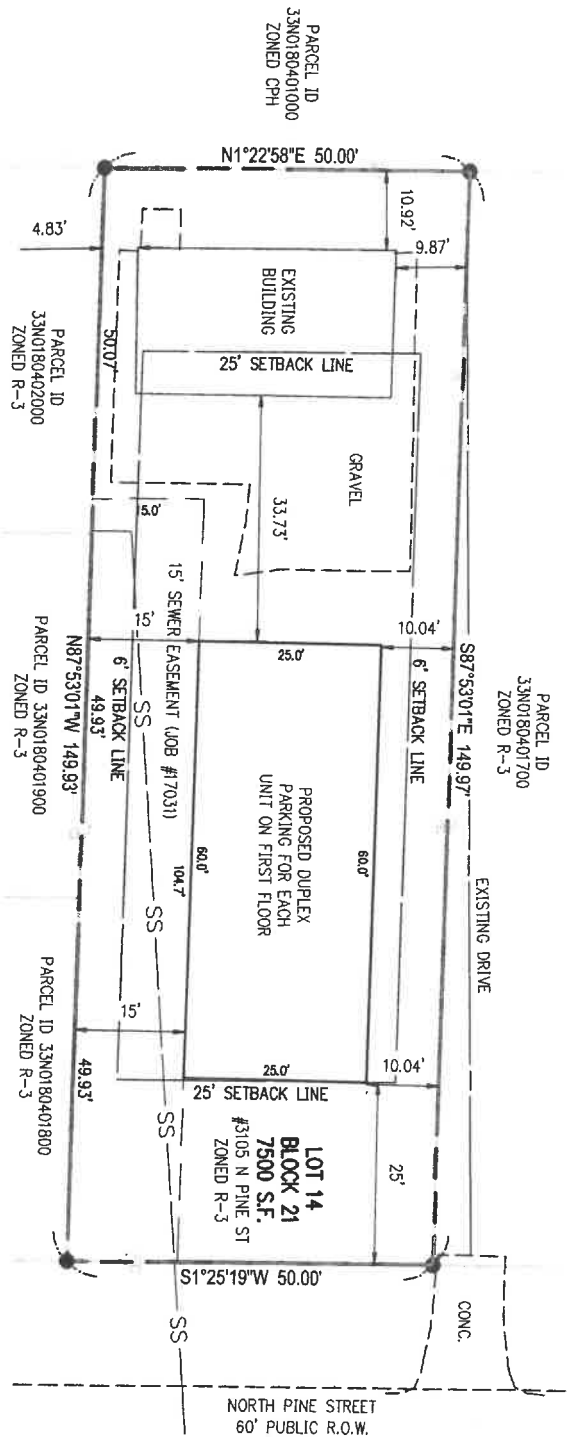 PARCEL ID
33N0180401000
ZONED CPH
N1°22'58"E 50.00'
10.92'
9.87'
4.83'
EXISTING
BUILDING
25' SETBACK LINE
50.07'
PARCEL ID
33N0180402000
ZONED R-3
GRAVEL
33.73'
15.0'
15' SEWER EASEMENT (JOB #17031)
15'
6' SETBACK LINE
49.93'
N87°53'01"W 149.93'
PARCEL ID 33N0180401900
ZONED R-3
PARCEL ID
33N0180401700
ZONED R-3
S87°53'01"E 149.97'
6' SETBACK LINE
10.04'
25.0'
PROPOSED DUPLEX
PARKING FOR EACH
UNIT ON FIRST FLOOR
60.0'
60.0'
104.7'
EXISTING DRIVE
SS
SS
SS
SS
SS
15'
49.93'
PARCEL ID 33N0180401800
ZONED R-3
25.0'
10.04'
25' SETBACK LINE
25'
LOT 14
BLOCK 21
7500 S.F.
#3105 N PINE ST
ZONED R-3
S1°25'19"W 50.00'
CONC.
NORTH PINE STREET
60' PUBLIC R.O.W.